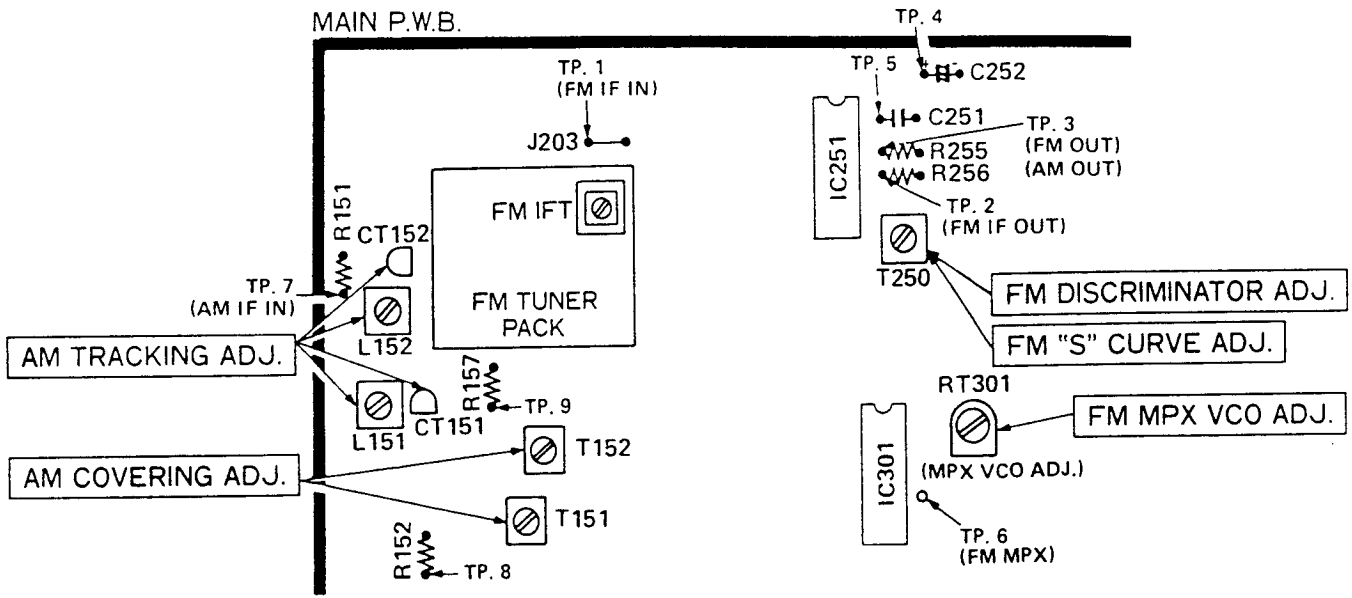 MAIN P.W.B.
TP. 4
TP. 1
(FM IF IN)
TP. 5
C252
J203
C251
TP. 3
(FM OUT)
(AM OUT)
IC251
R255
R256
TP. 2
(FM IF OUT)
R151
CT152
FM IFT
T250
TP. 7
(AM IF IN)
FM TUNER
PACK
FM DISCRIMINATOR ADJ.
FM "S" CURVE ADJ.
AM TRACKING ADJ.
L152
R157
TP. 9
L151
CT151
RT301
FM MPX VCO ADJ.
(MPX VCO ADJ.)
IC301
AM COVERING ADJ.
T152
T151
R152
TP. 8
TP. 6
(FM MPX)